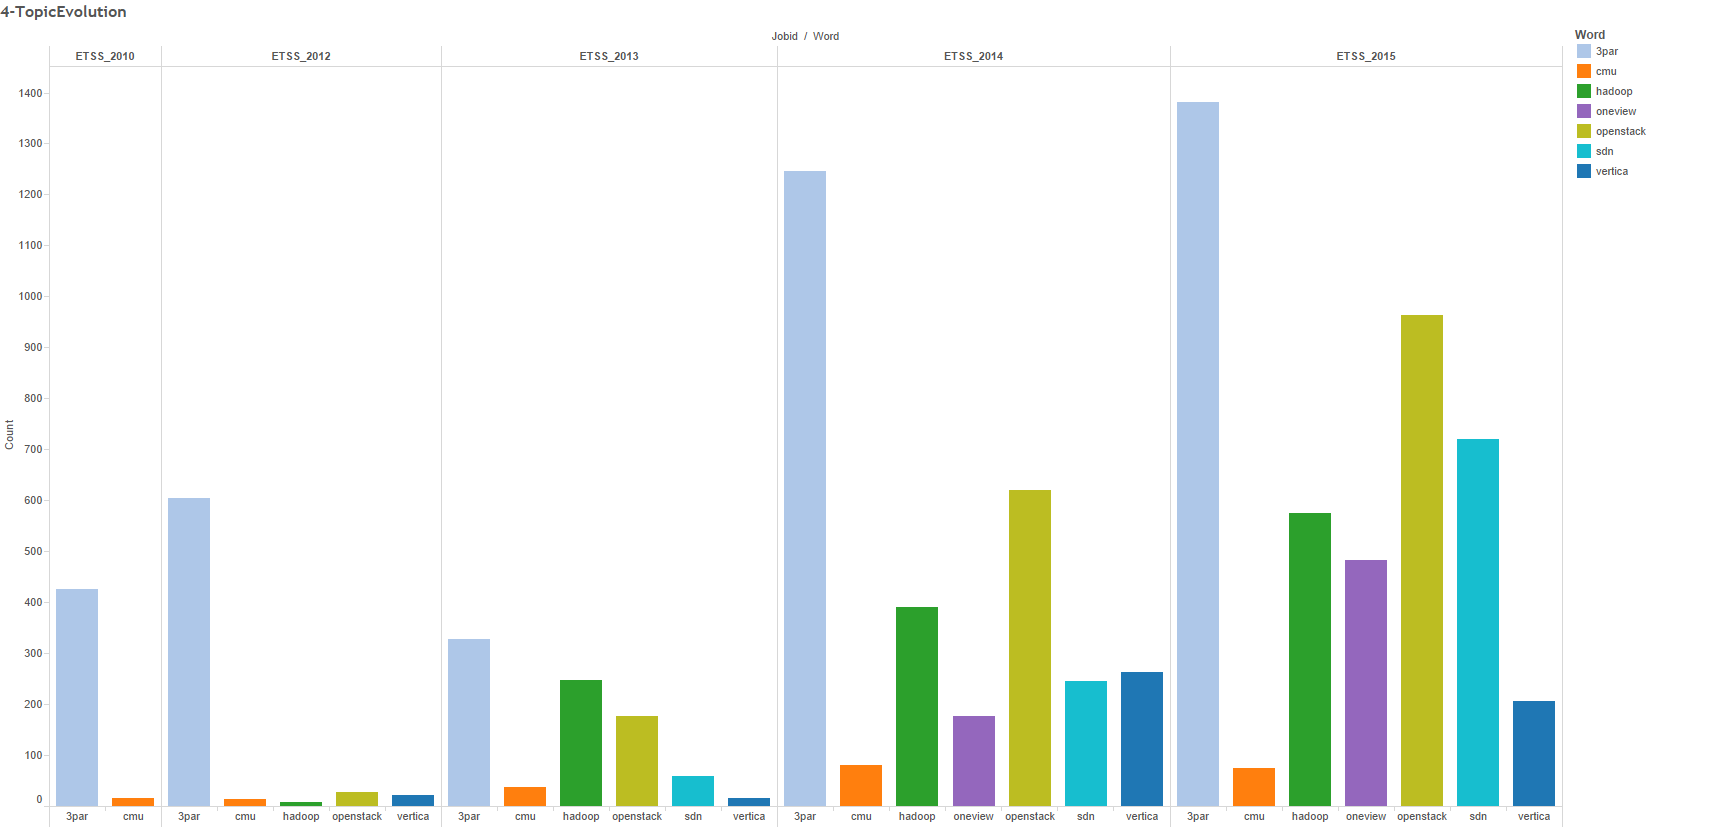 4-TopicEvolution
Jobid / Word
ETSS_2010 ETSS_2012 ETSS_2013 ETSS_2014 ETSS_2015
Word
3par
cmu
hadoop
oneview
openstack
sdn
vertica
Count
1400
1300
1200
1100
1000
900
800
700
600
500
400
300
200
100
0
3par cmu 3par cmu hadoop openstack vertica 3par cmu hadoop openstack sdn vertica 3par cmu hadoop oneview openstack sdn vertica 3par cmu hadoop oneview openstack sdn vertica